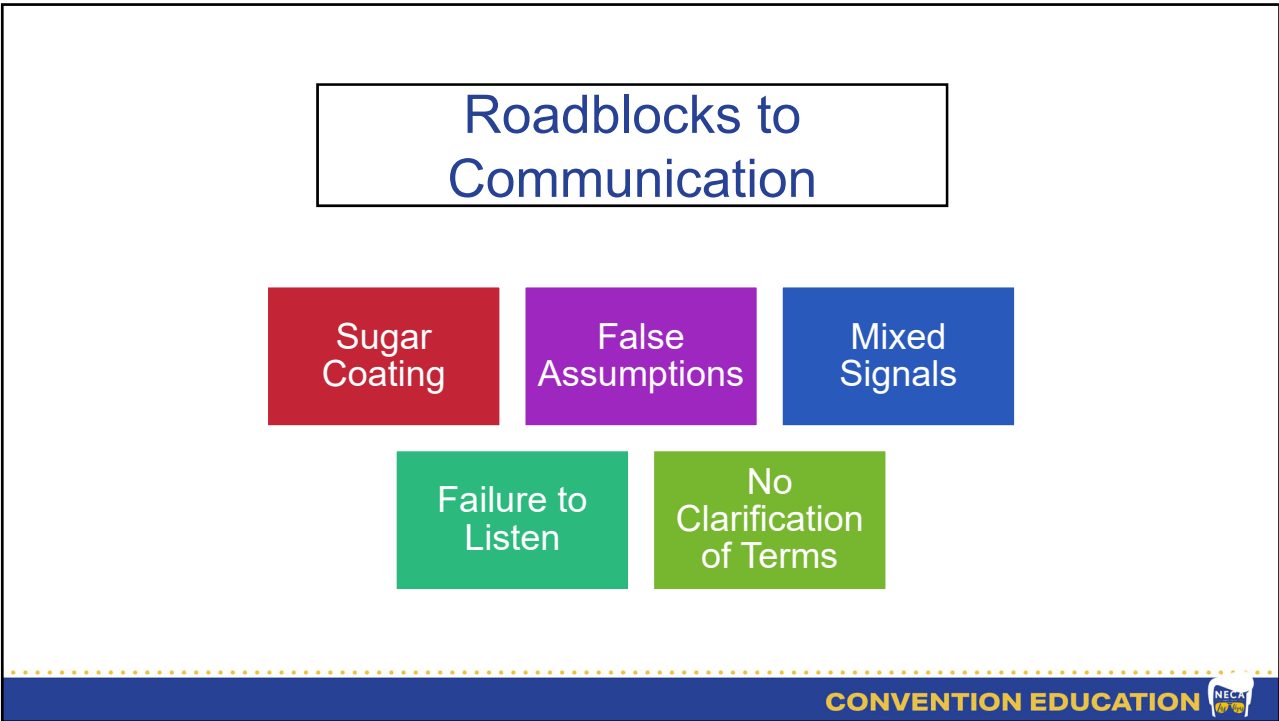 Roadblocks to
Communication
Sugar
Coating
False
Assumptions
Mixed
Signals
Failure to
Listen
No
Clarification
of Terms
CONVENTION EDUCATION
NECA